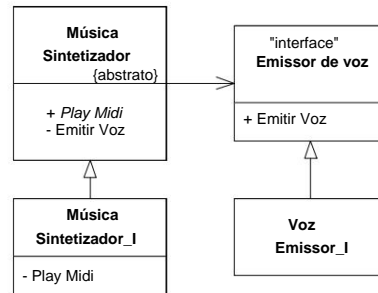 Música
Sintetizador
{abstrato}
+ Play Midi
- Emitir Voz
"interface"
Emissor de voz
+ Emitir Voz
Música
Sintetizador_I
- Play Midi
Voz
Emissor_I